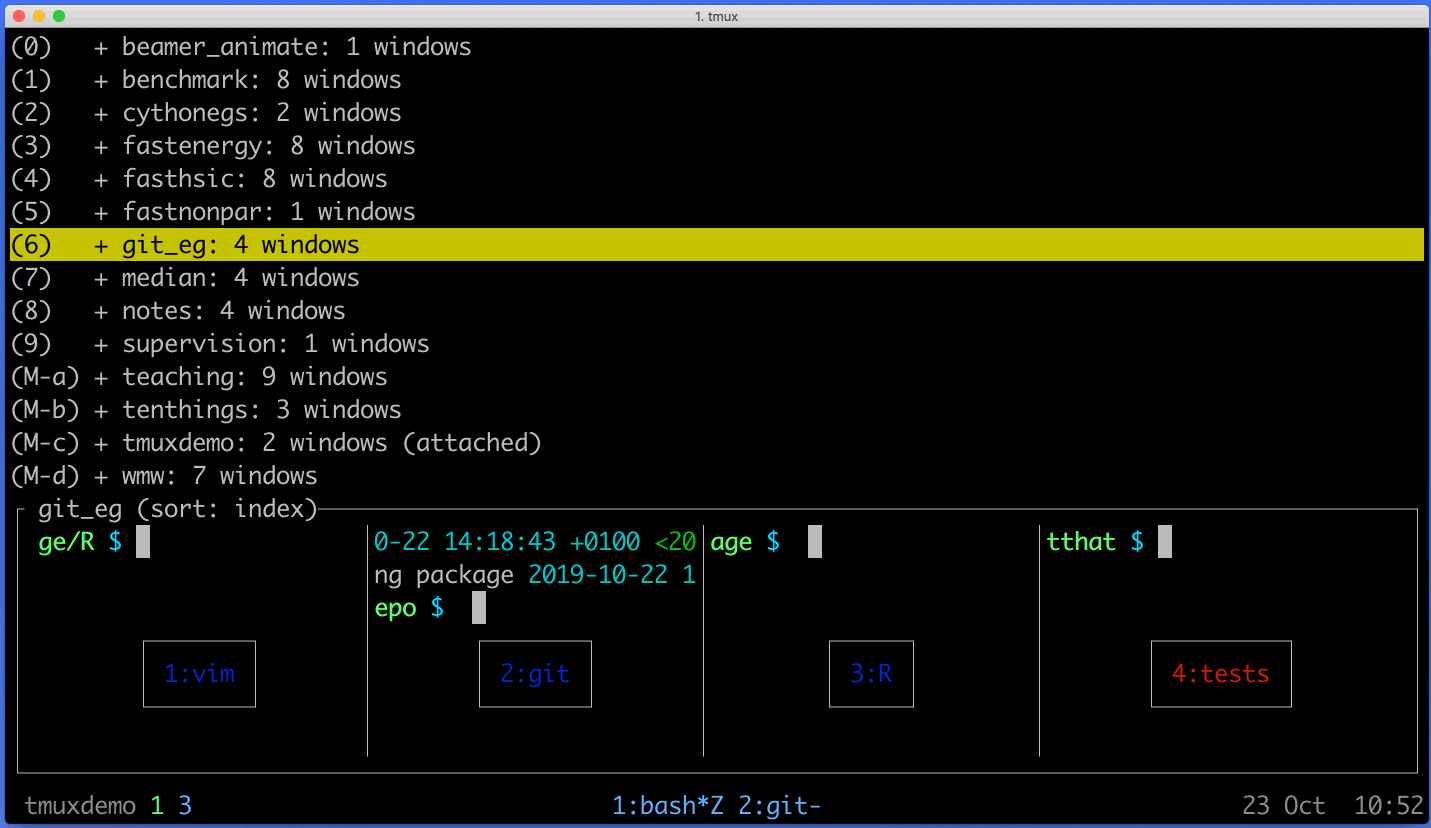 1. tmux
(0) + beamer_animate: 1 windows
(1) + benchmark: 8 windows
(2) + cythonegs: 2 windows
(3) + fastenergy: 8 windows
(4) + fasthsic: 8 windows
(5) + fastnonpar: 1 windows
(6) + git_eg: 4 windows
(7) + median: 4 windows
(8) + notes: 4 windows
(9) + supervision: 1 windows
(M-a) + teaching: 9 windows
(M-b) + tenthings: 3 windows
(M-c) + tmuxdemo: 2 windows (attached)
(M-d) + wmw: 7 windows
git_eg (sort: index)
ge/R $
0-22 14:18:43 +0100 <20
ng package 2019-10-22 1
epo $
age $
tthat $
1:vim
2:git
3:R
4:tests
tmuxdemo 1 3 1:bash*Z 2:git- 23 Oct 10:52